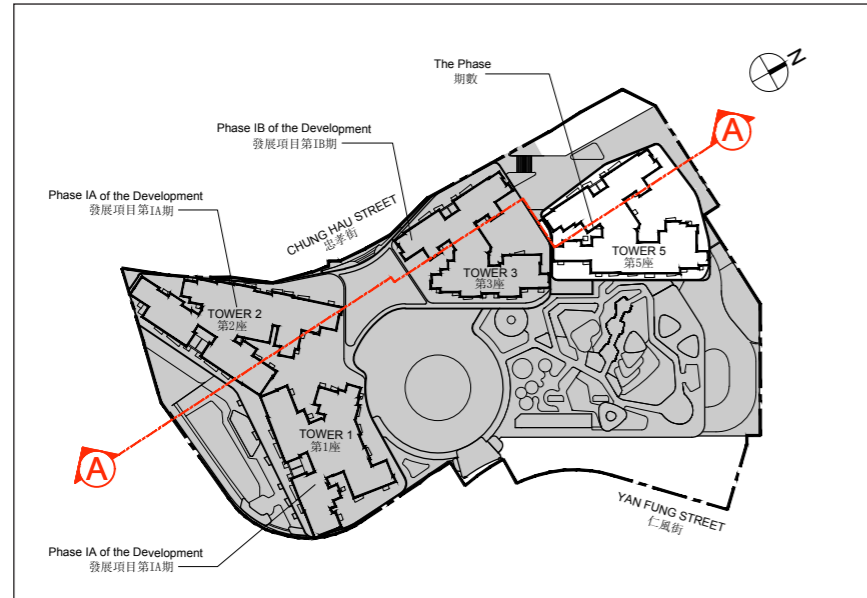 N
The Phase
期數
A
Phase IB of the Development
發展項目第IB期
Phase IA of the Development
發展項目第IA期
CHUNG HAU STREET
忠孝街
TOWER 5
第5座
TOWER 3
第3座
TOWER 2
第2座
TOWER 1
第1座
A
YAN FUNG STREET
仁風街
Phase IA of the Development
發展項目第IA期